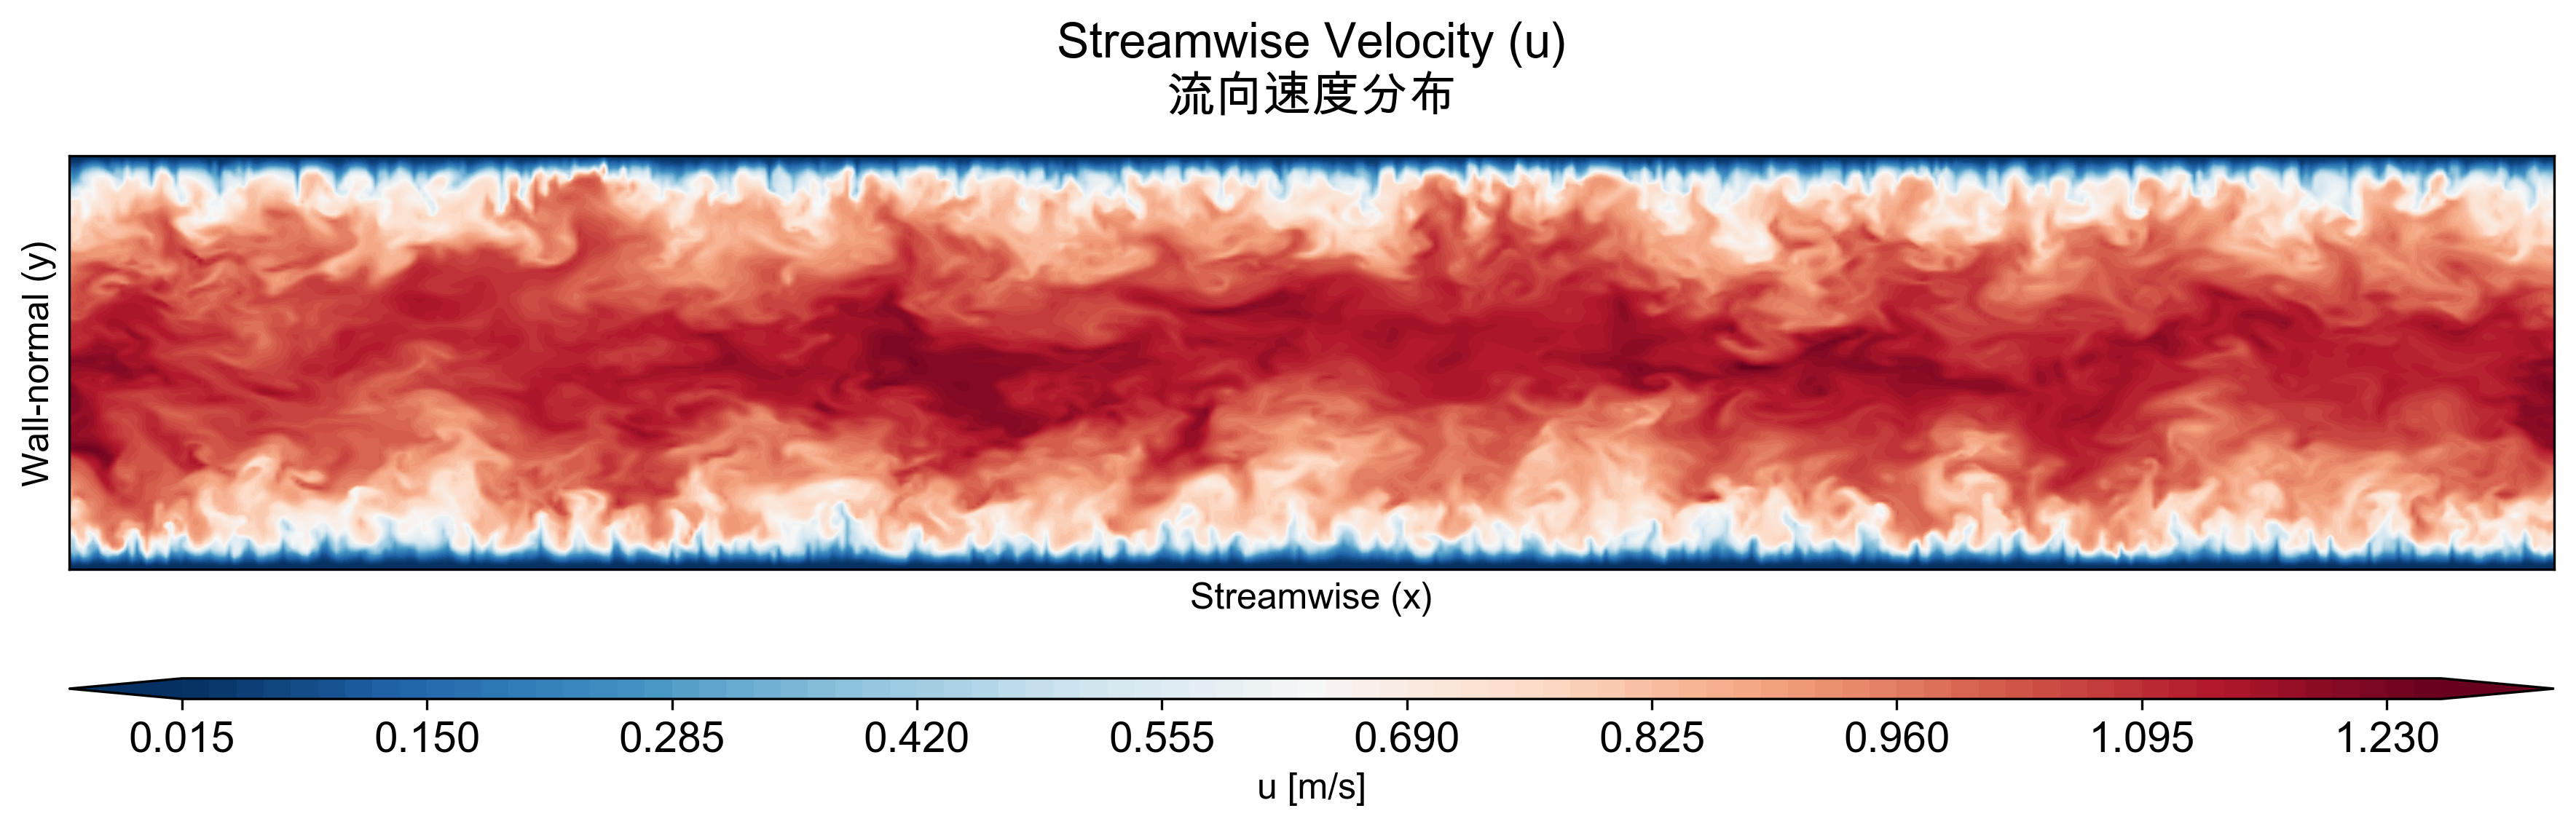 Streamwise Velocity (u)
流向速度分布
Wall-normal (y)
Streamwise (x)
0.015 0.150 0.285 0.420 0.555 0.690 0.825 0.960 1.095 1.230
u [m/s]